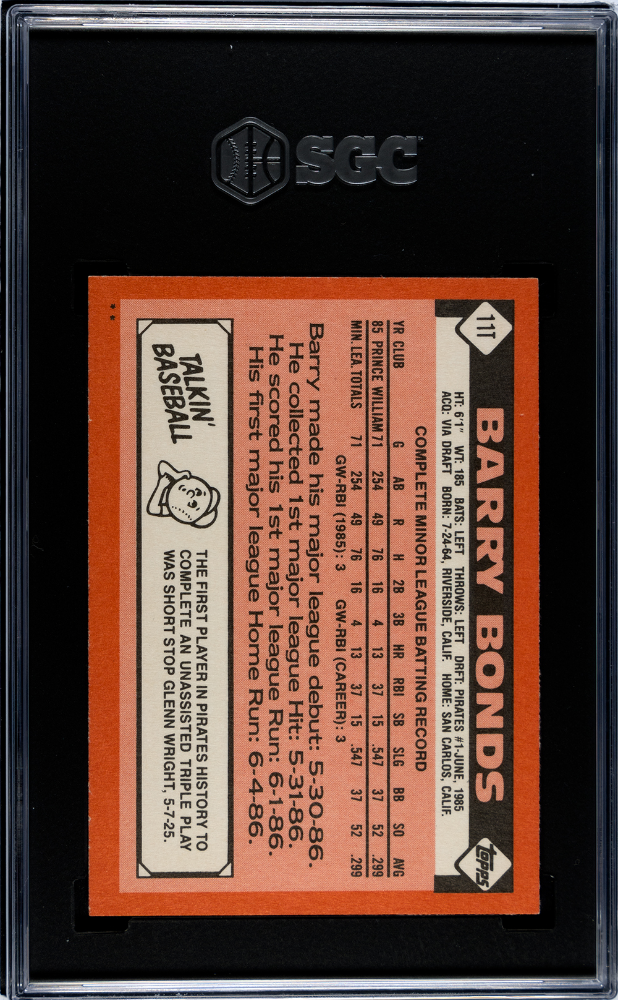 SGC
11T
BARRY BONDS
topps
HT: 6'1" WT: 185 BATS: LEFT THROWS: LEFT DRFT: PIRATES #1-JUNE, 1985
ACQ: VIA DRAFT BORN: 7-24-64, RIVERSIDE, CALIF. HOME: SAN CARLOS, CALIF.
COMPLETE MINOR LEAGUE BATTING RECORD
YR CLUB G AB R H 2B 3B HR RBI SB SLG BB SO AVG
85 PRINCE WILLIAM 71 254 49 76 16 4 13 37 15 .547 37 52 .299
MIN. LEA. TOTALS 71 254 49 76 16 4 13 37 15 .547 37 52 .299
GW-RBI (1985): 3 GW-RBI (CAREER): 3
Barry made his major league debut: 5-30-86.
He collected 1st major league Hit: 5-31-86.
He scored his 1st major league Run: 6-1-86.
His first major league Home Run: 6-4-86.
TALKIN'
BASEBALL
THE FIRST PLAYER IN PIRATES HISTORY TO
COMPLETE AN UNASSISTED TRIPLE PLAY
WAS SHORT STOP GLENN WRIGHT, 5-7-25.
**